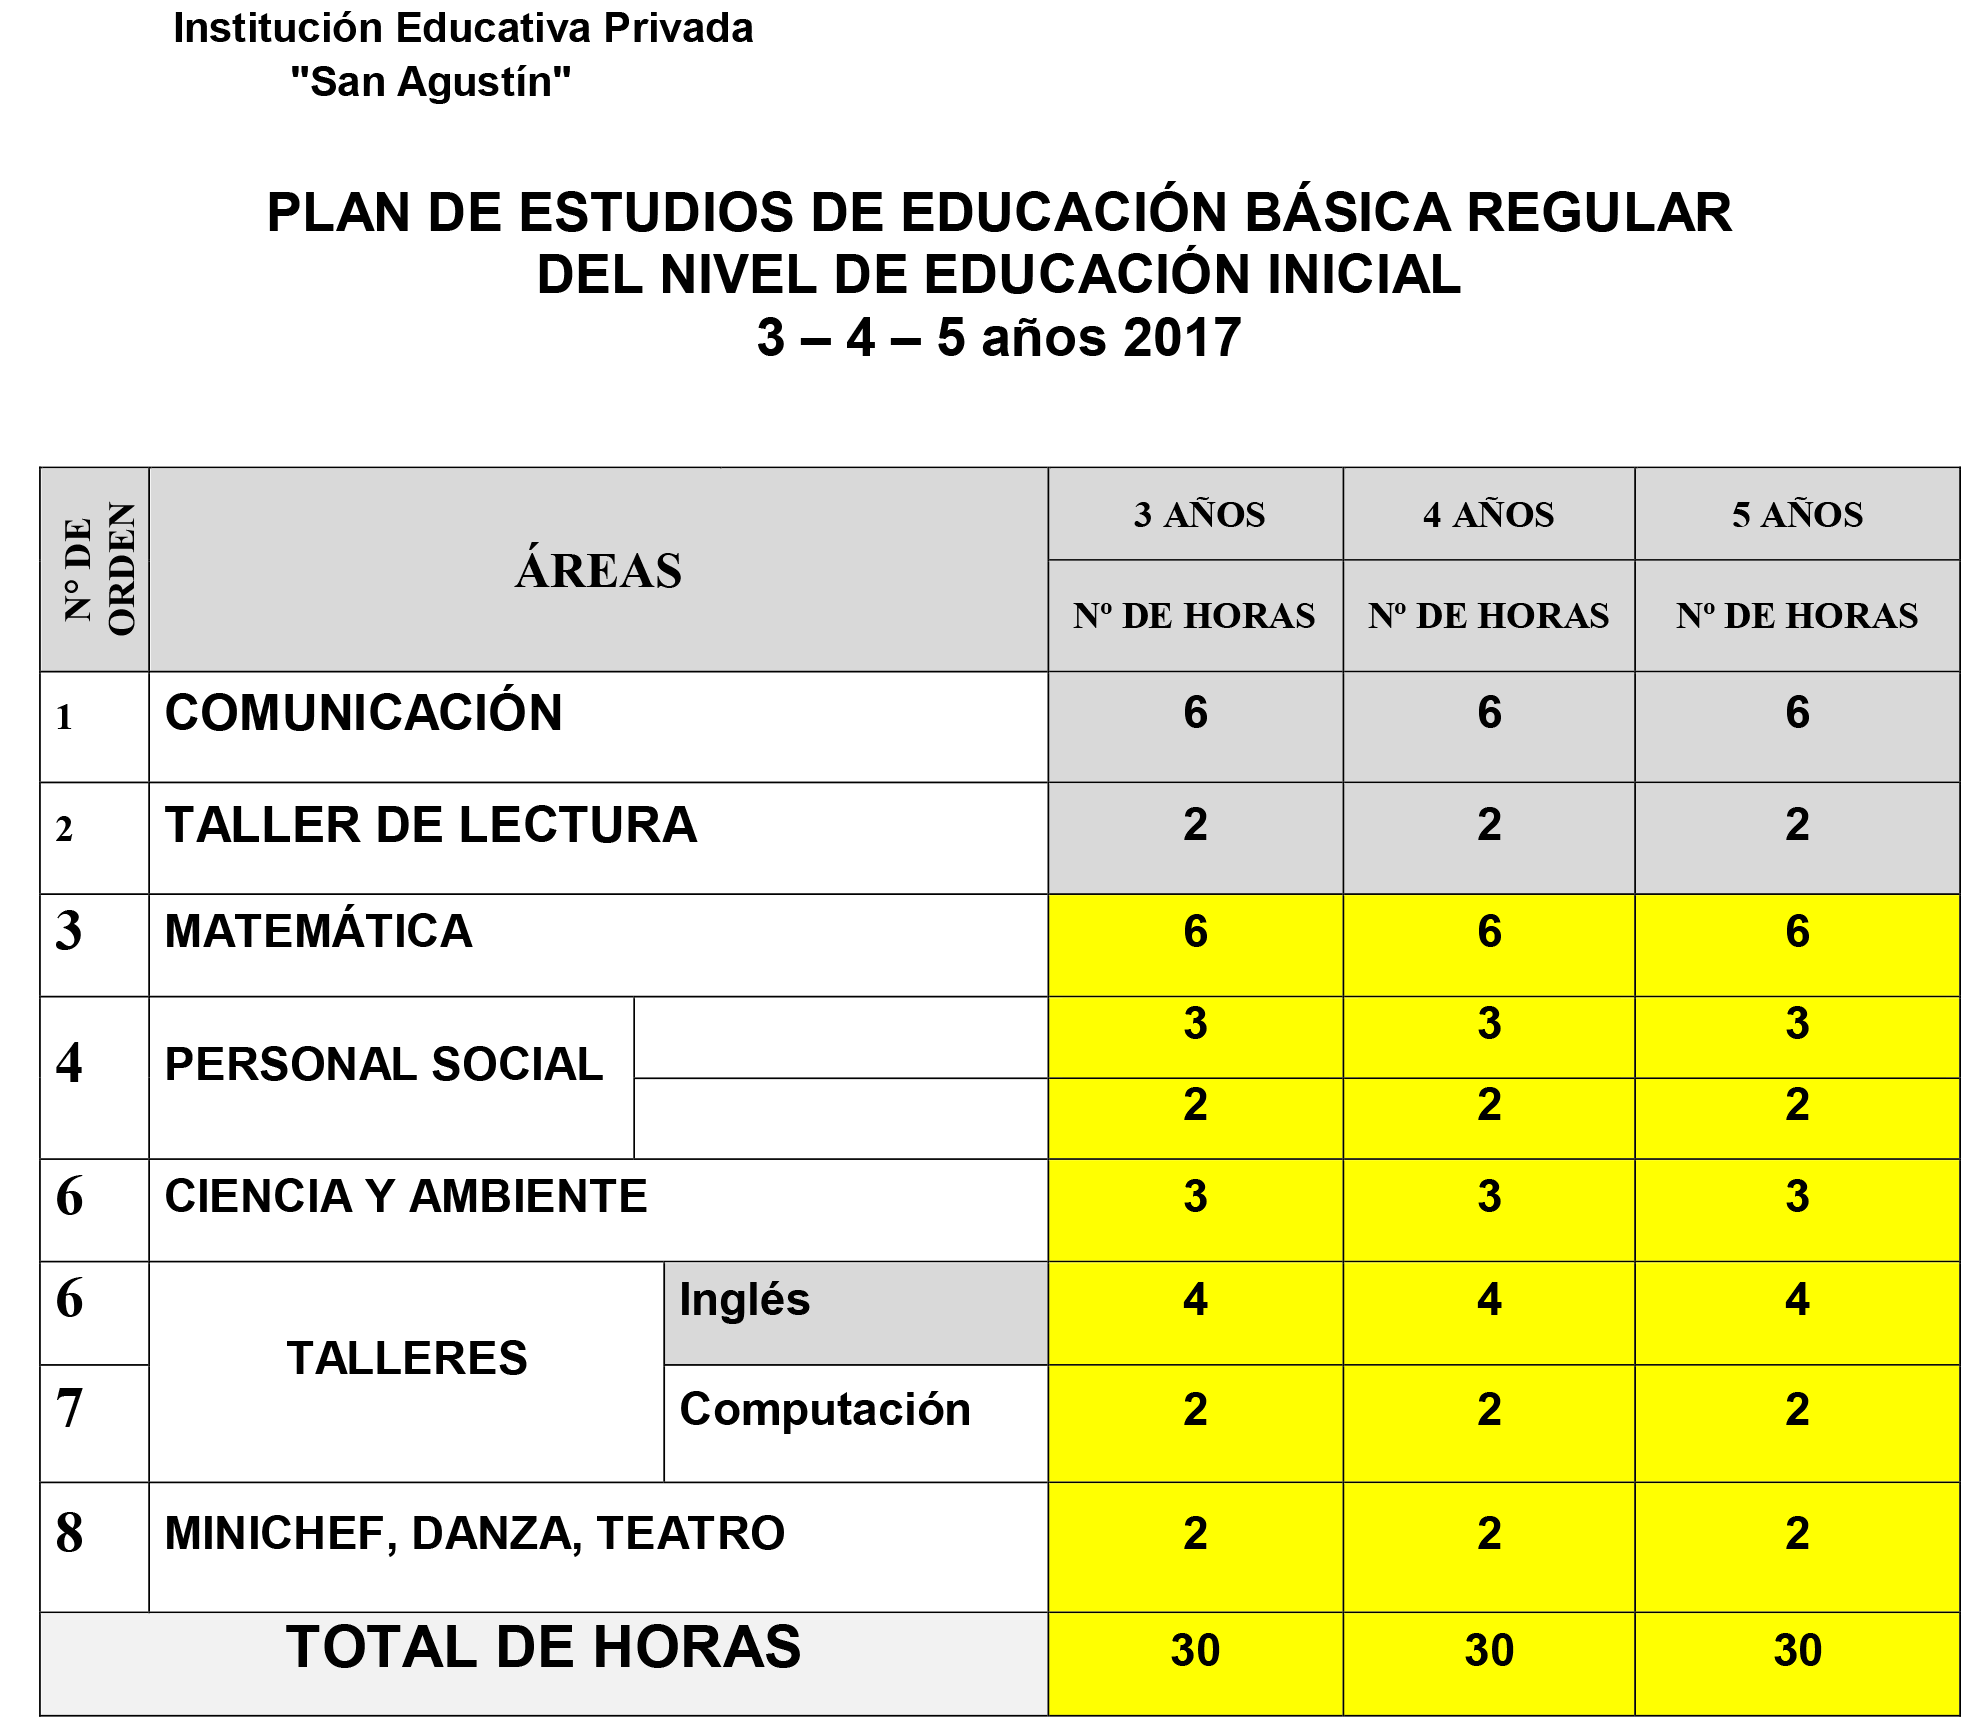 Institución Educativa Privada
"San Agustín"
PLAN DE ESTUDIOS DE EDUCACIÓN BÁSICA REGULAR
DEL NIVEL DE EDUCACIÓN INICIAL
3 – 4 – 5 años 2017
N° DE
ORDEN
ÁREAS
3 AÑOS 4 AÑOS 5 AÑOS
Nº DE HORAS Nº DE HORAS Nº DE HORAS
1 COMUNICACIÓN 6 6 6
2 TALLER DE LECTURA 2 2 2
3 MATEMÁTICA 6 6 6
4 PERSONAL SOCIAL 3 3 3
2 2 2
6 CIENCIA Y AMBIENTE 3 3 3
6 TALLERES Inglés 4 4 4
7 Computación 2 2 2
8 MINICHEF, DANZA, TEATRO 2 2 2
TOTAL DE HORAS 30 30 30